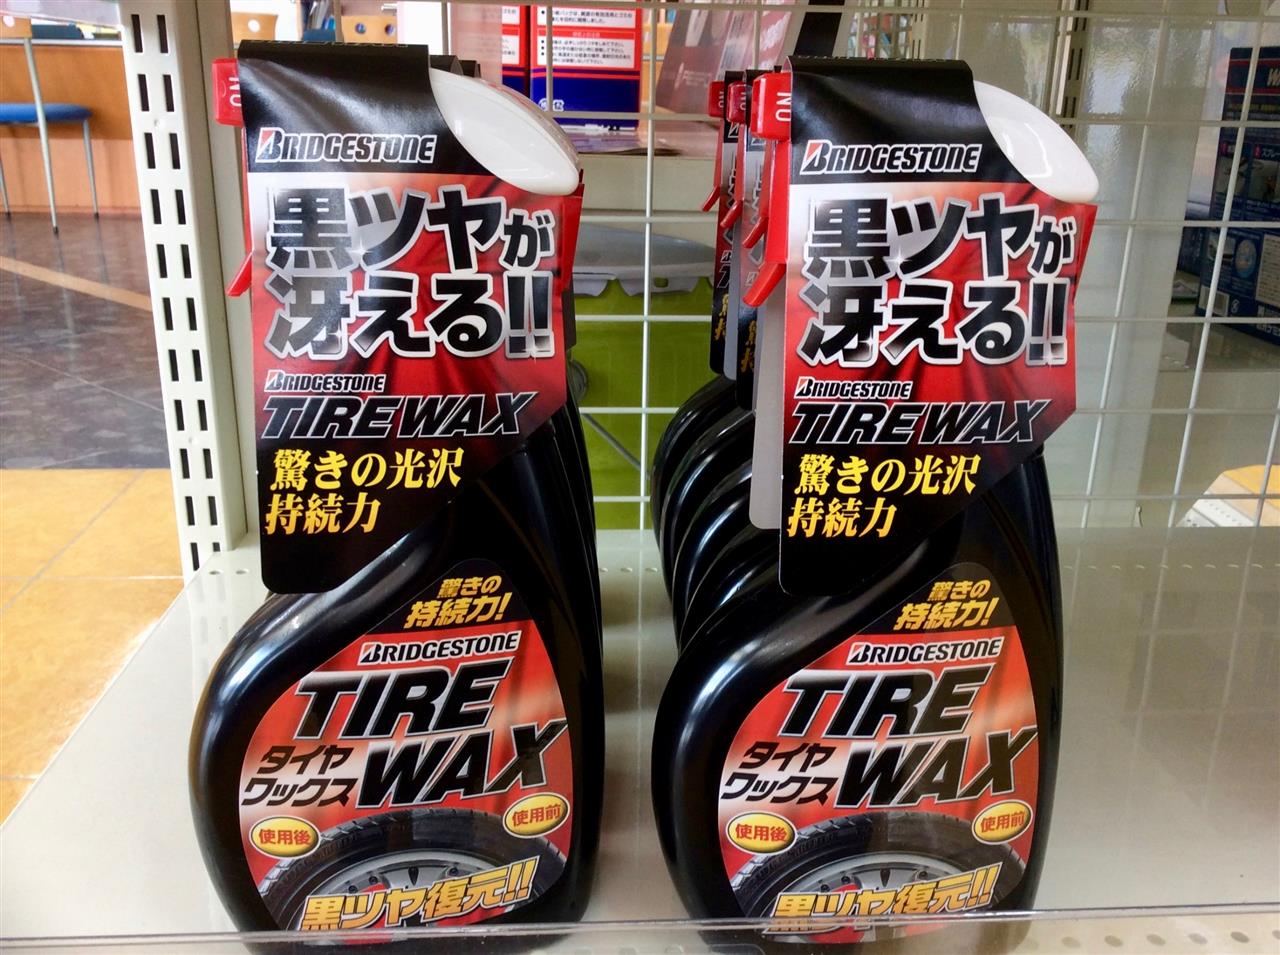 NO
BRIDGESTONE
黒ツヤが
冴える!!
BRIDGESTONE
TIRE WAX
驚きの光沢
持続力
驚きの
持続力!
BRIDGESTONE
TIRE
WAX
タイヤ
ワックス
使用後
使用前
黒ツヤ復元!!
NO
BRIDGESTONE
黒ツヤが
冴える!!
BRIDGESTONE
TIRE WAX
驚きの光沢
持続力
驚きの
持続力!
BRIDGESTONE
TIRE
WAX
タイヤ
ワックス
使用後
使用前
黒ツヤ復元!!